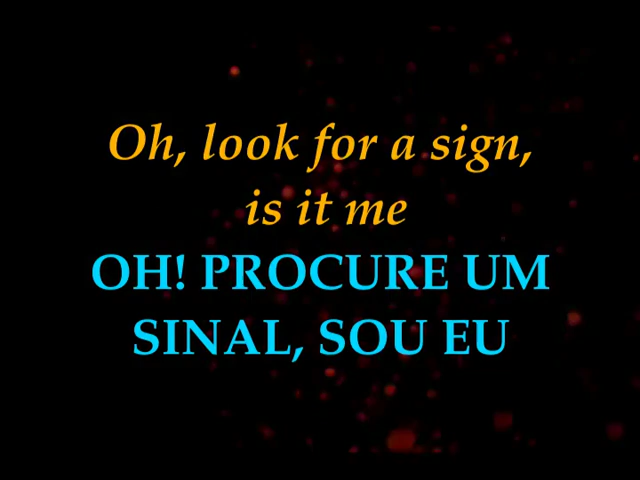 Oh, look for a sign,
is it me
OH! PROCURE UM
SINAL, SOU EU